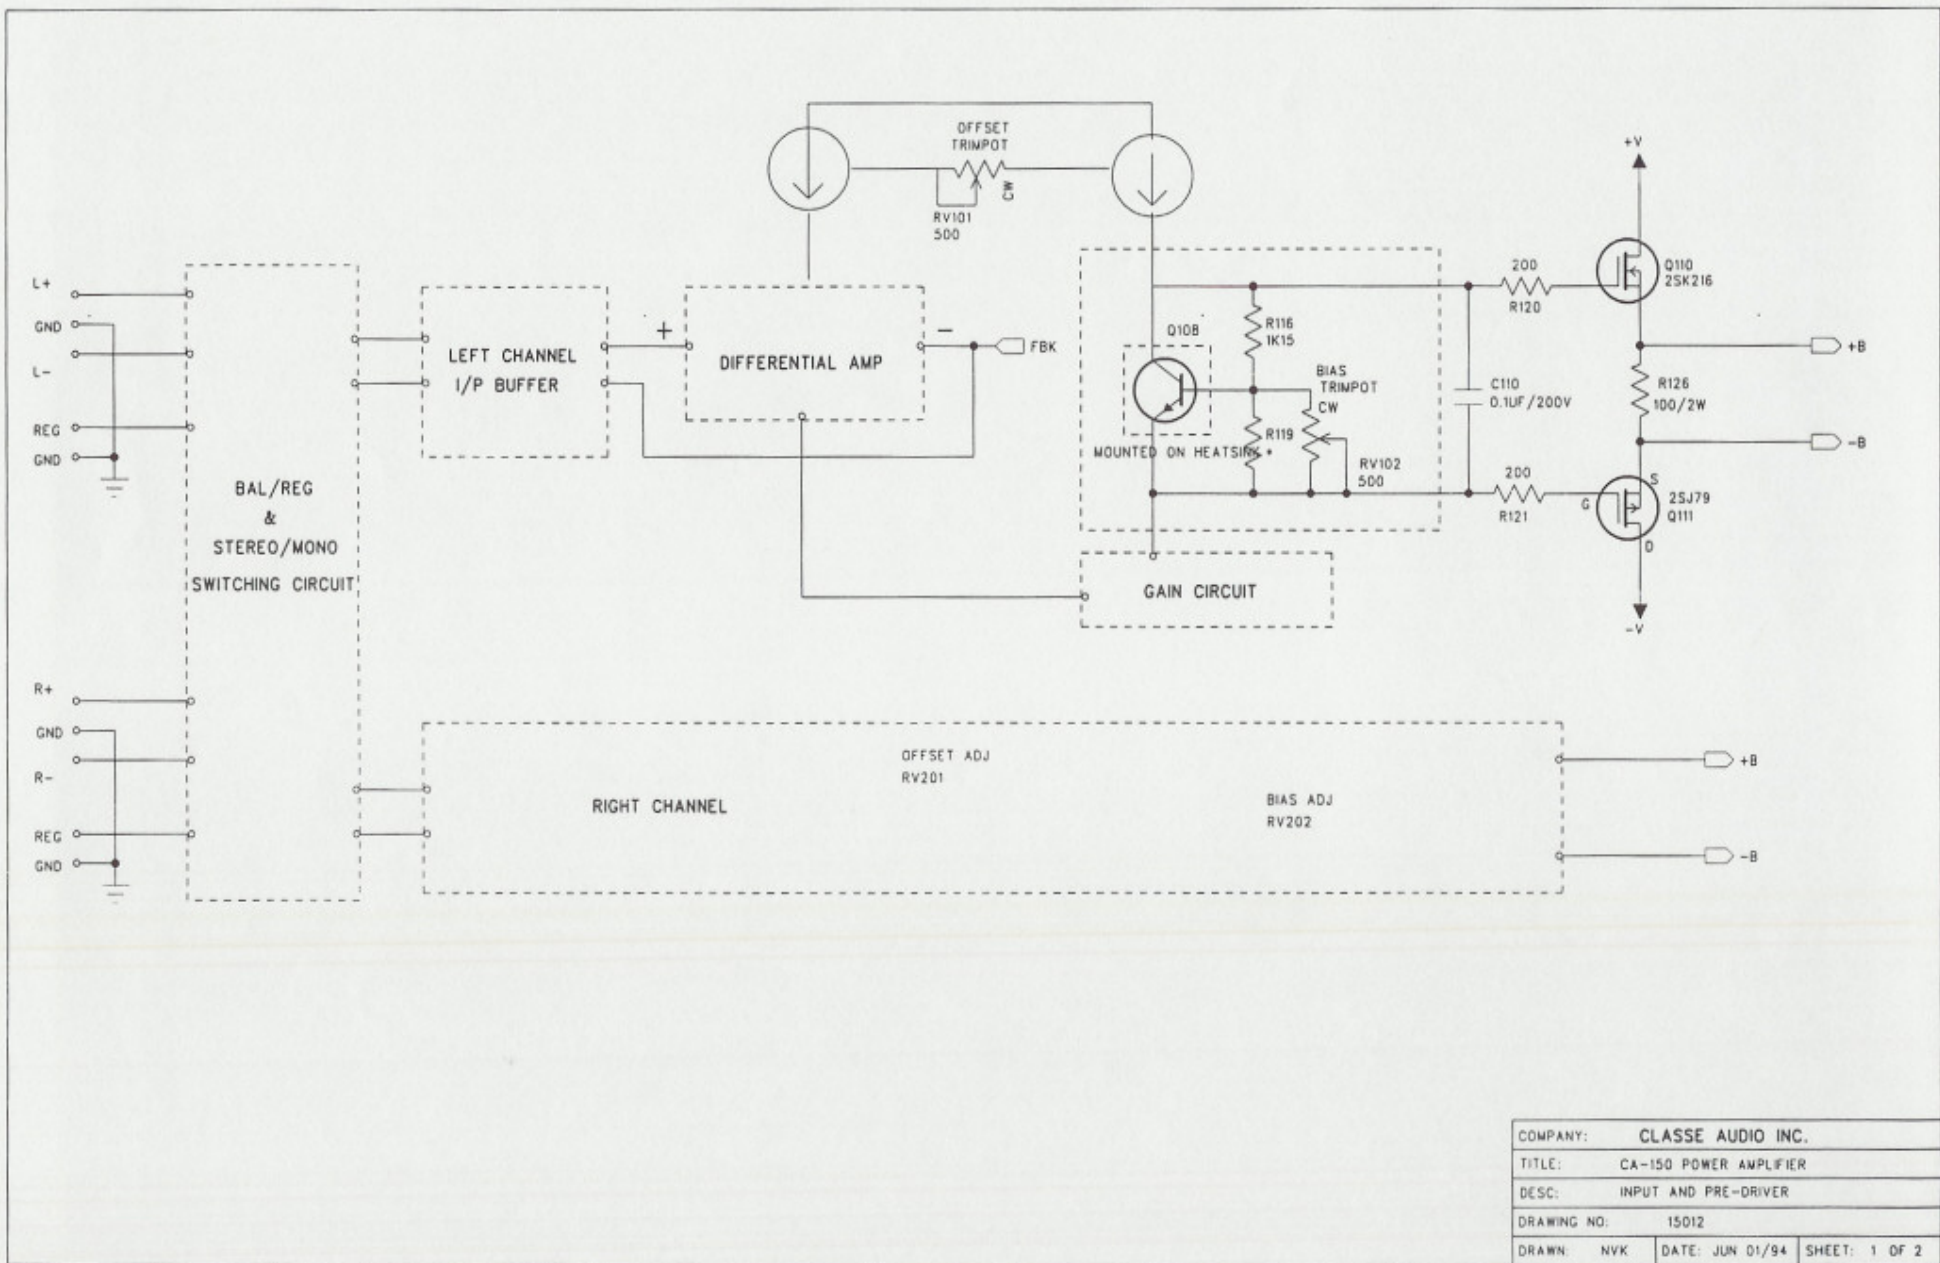 OFFSET
TRIMPOT
CW
RV101
500
+V
Q110
2SK216
200
R120
L+
GND
L-
REG
GND
BAL/REG
&
STEREO/MONO
SWITCHING CIRCUIT
LEFT CHANNEL
I/P BUFFER
+
DIFFERENTIAL AMP
-
FBK
Q108
R116
1K15
BIAS
TRIMPOT
CW
R119
MOUNTED ON HEATSINK *
RV102
500
C110
0.1UF/200V
+B
R126
100/2W
-B
200
R121
S
G
D
2SJ79
Q111
-V
GAIN CIRCUIT
R+
GND
R-
REG
GND
RIGHT CHANNEL
OFFSET ADJ
RV201
BIAS ADJ
RV202
+B
-B
COMPANY: CLASSE AUDIO INC.
TITLE: CA-150 POWER AMPLIFIER
DESC: INPUT AND PRE-DRIVER
DRAWING NO: 15012
DRAWN: NVK DATE: JUN 01/94 SHEET: 1 OF 2